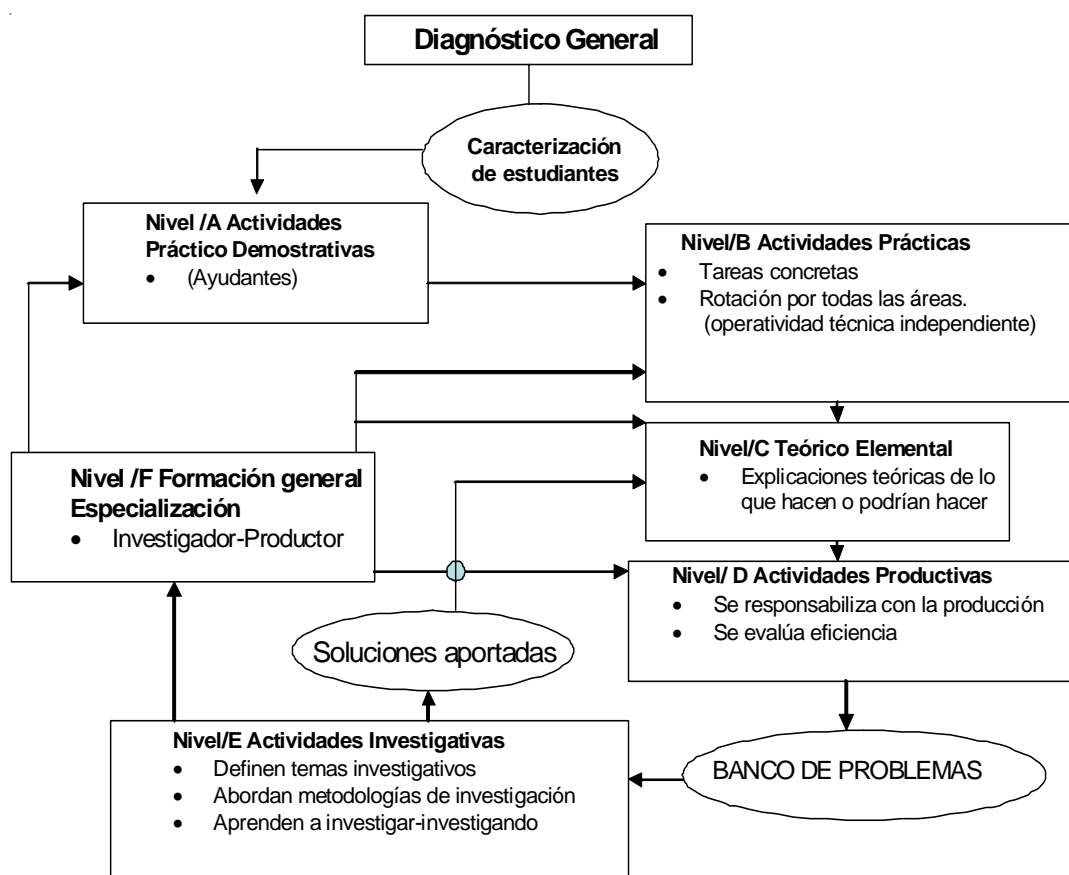 Diagnóstico General
Caracterización
de estudiantes
Nivel /A Actividades
Práctico Demostrativas
• (Ayudantes)
Nivel/B Actividades Prácticas
• Tareas concretas
• Rotación por todas las áreas.
(operatividad técnica independiente)
Nivel/C Teórico Elemental
• Explicaciones teóricas de lo
que hacen o podrían hacer
Nivel /F Formación general
Especialización
• Investigador-Productor
Nivel/ D Actividades Productivas
• Se responsabiliza con la producción
• Se evalúa eficiencia
Soluciones aportadas
Nivel/E Actividades Investigativas
• Definen temas investigativos
• Abordan metodologías de investigación
• Aprenden a investigar-investigando
BANCO DE PROBLEMAS